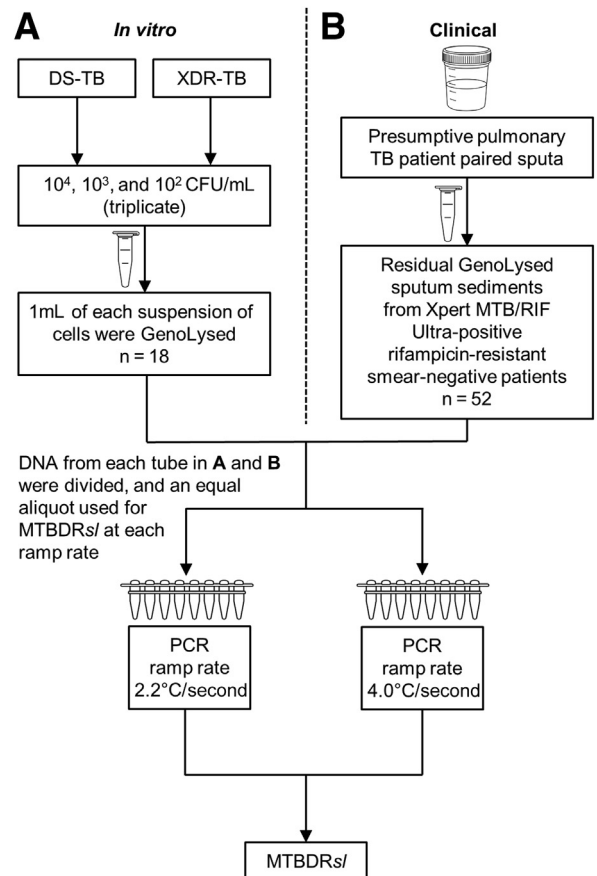 A
In vitro
DS-TB
XDR-TB
10⁴, 10³, and 10² CFU/mL
(triplicate)
1mL of each suspension of
cells were GenoLysed
n = 18
B
Clinical
Presumptive pulmonary
TB patient paired sputa
Residual GenoLysed
sputum sediments
from Xpert MTB/RIF
Ultra-positive
rifampicin-resistant
smear-negative patients
n = 52
DNA from each tube in A and B
were divided, and an equal
aliquot used for
MTBDRsl at each
ramp rate
PCR
ramp rate
2.2°C/second
PCR
ramp rate
4.0°C/second
MTBDRsl